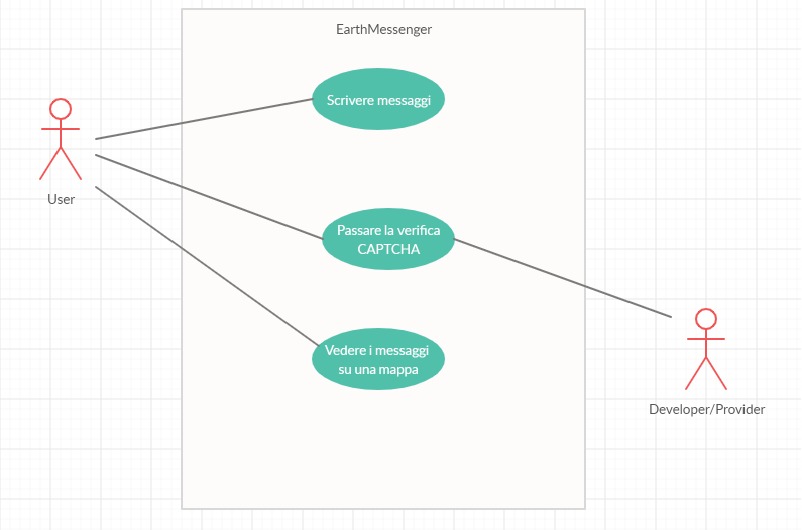 EarthMessenger
Scrivere messaggi
User
Passare la verifica
CAPTCHA
Vedere i messaggi
su una mappa
Developer/Provider